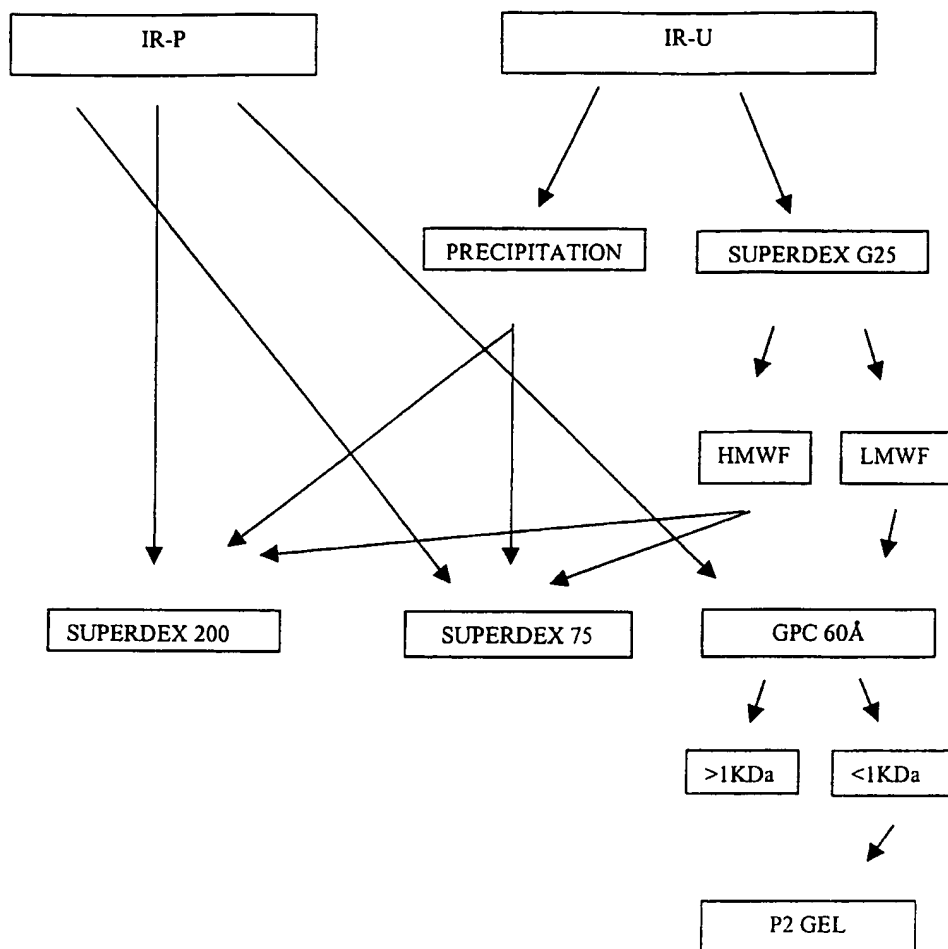 IR-P
IR-U
PRECIPITATION
SUPERDEX G25
HMWF
LMWF
SUPERDEX 200
SUPERDEX 75
GPC 60Å
>1KDa
<1KDa
P2 GEL